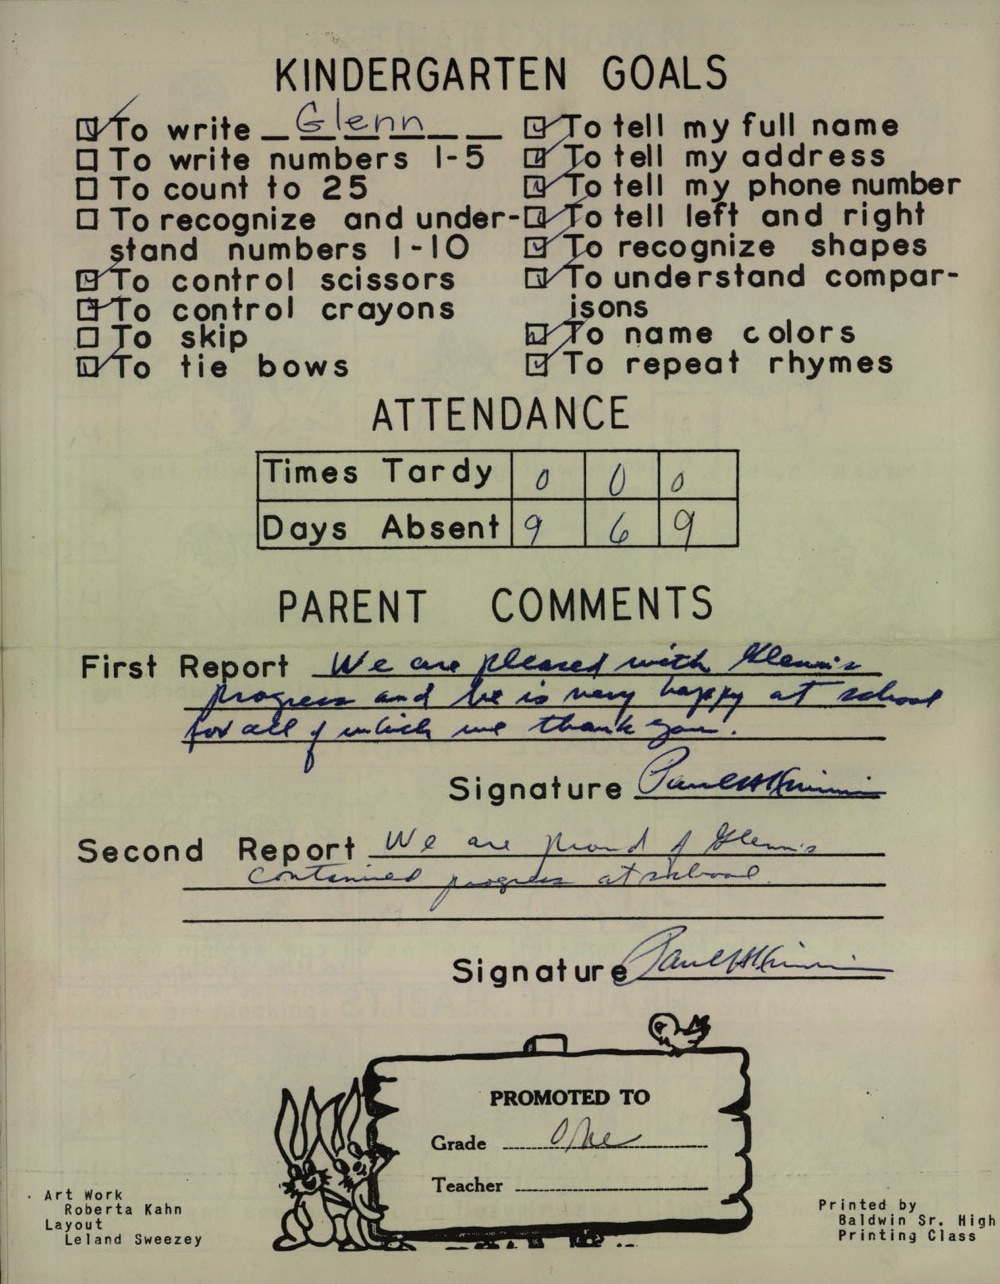 KINDERGARTEN GOALS
☑ To write Glenn
☐ To write numbers 1-5
☐ To count to 25
☐ To recognize and under-
stand numbers 1-10
☑ To control scissors
☑ To control crayons
☐ To skip
☑ To tie bows
☑ To tell my full name
☑ To tell my address
☑ To tell my phone number
☑ To tell left and right
☑ To recognize shapes
☑ To understand compar-
isons
☑ To name colors
☑ To repeat rhymes
ATTENDANCE
Times Tardy 0 0 0
Days Absent 9 6 9
PARENT COMMENTS
First Report We are pleased with Glenn's
progress and he is very happy at school
for all of which we thank you.
Signature Paul H
Second Report We are proud of Glenn's
continued progress at school.
Signature Paul H
PROMOTED TO
Grade One
Teacher
Art Work
Roberta Kahn
Layout
Leland Sweezey
Printed by
Baldwin Sr. High
Printing Class